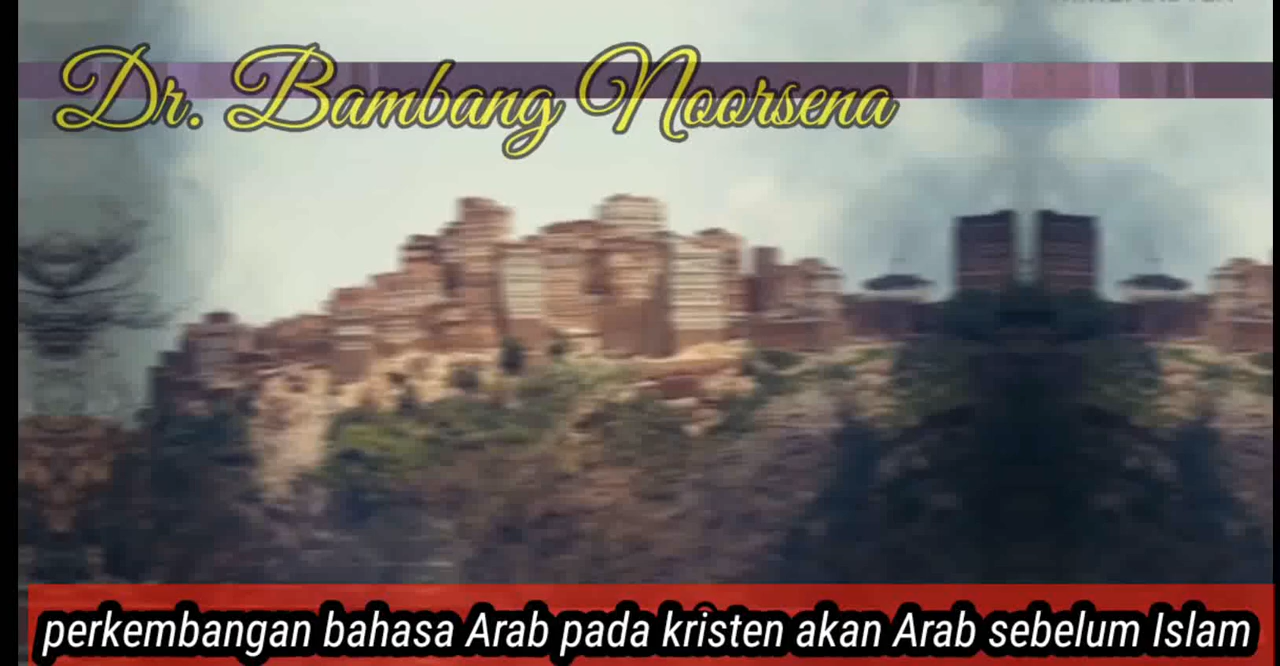 Dr. Bambang Noorsena
perkembangan bahasa Arab pada kristen akan Arab sebelum Islam